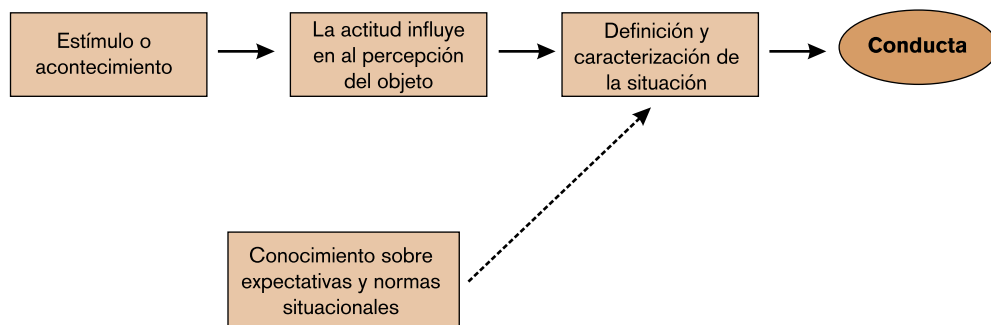 Estímulo o
acontecimiento
La actitud influye
en al percepción
del objeto
Definición y
caracterización de
la situación
Conducta
Conocimiento sobre
expectativas y normas
situacionales